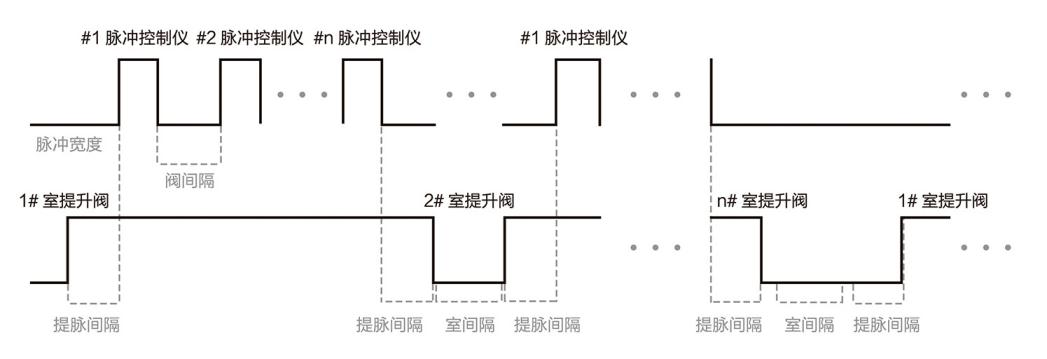 #1 脉冲控制仪 #2 脉冲控制仪 #n 脉冲控制仪 #1 脉冲控制仪
脉冲宽度
阀间隔
1# 室提升阀 2# 室提升阀 n# 室提升阀 1# 室提升阀
提脉间隔 提脉间隔 室间隔 提脉间隔 提脉间隔 室间隔 提脉间隔